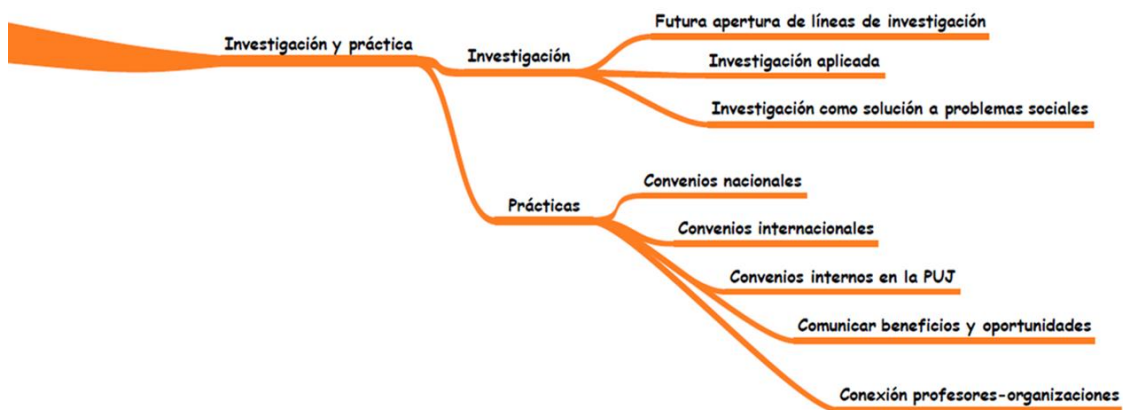 Investigación y práctica
Investigación
Futura apertura de líneas de investigación
Investigación aplicada
Investigación como solución a problemas sociales
Prácticas
Convenios nacionales
Convenios internacionales
Convenios internos en la PUJ
Comunicar beneficios y oportunidades
Conexión profesores-organizaciones